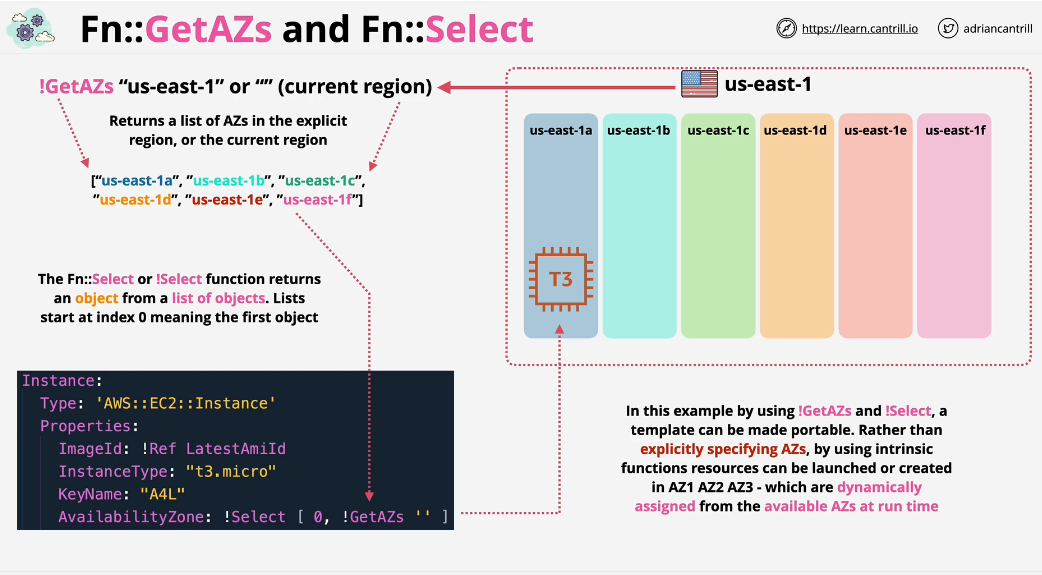 Fn::GetAZs and Fn::Select
https://learn.cantrill.io
adriancantrill
!GetAZs “us-east-1” or “” (current region)
Returns a list of AZs in the explicit
region, or the current region
[“us-east-1a”, ”us-east-1b”, ”us-east-1c”,
”us-east-1d”, ”us-east-1e”, ”us-east-1f”]
The Fn::Select or !Select function returns
an object from a list of objects. Lists
start at index 0 meaning the first object
Instance:
Type: 'AWS::EC2::Instance'
Properties:
ImageId: !Ref LatestAmiId
InstanceType: "t3.micro"
KeyName: "A4L"
AvailabilityZone: !Select [ 0, !GetAZs '' ]
us-east-1
us-east-1a
us-east-1b
us-east-1c
us-east-1d
us-east-1e
us-east-1f
T3
In this example by using !GetAZs and !Select, a
template can be made portable. Rather than
explicitly specifying AZs, by using intrinsic
functions resources can be launched or created
in AZ1 AZ2 AZ3 - which are dynamically
assigned from the available AZs at run time